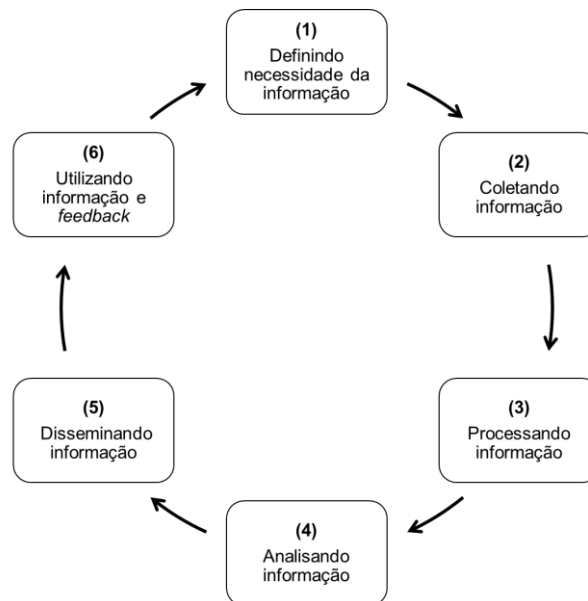 (1)
Definindo
necessidade da
informação
(2)
Coletando
informação
(3)
Processando
informação
(4)
Analisando
informação
(5)
Disseminando
informação
(6)
Utilizando
informação e
feedback